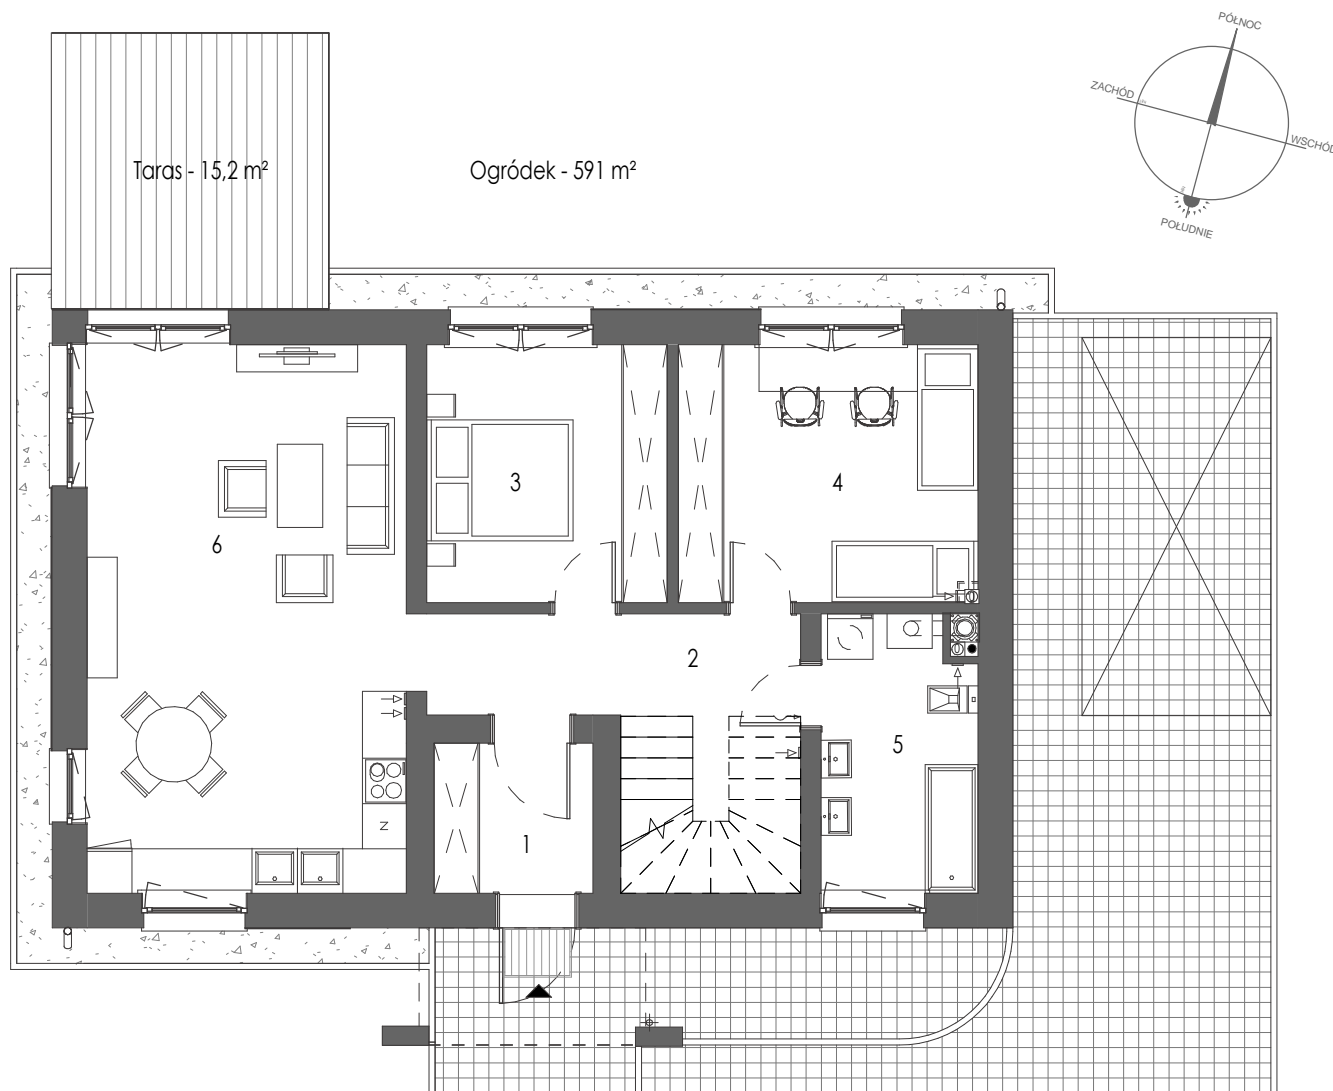 PÓŁNOC
ZACHÓD
WSCHÓD
POŁUDNIE
Taras - 15,2 m²
Ogródek - 591 m²
3
4
6
2
5
1
Z